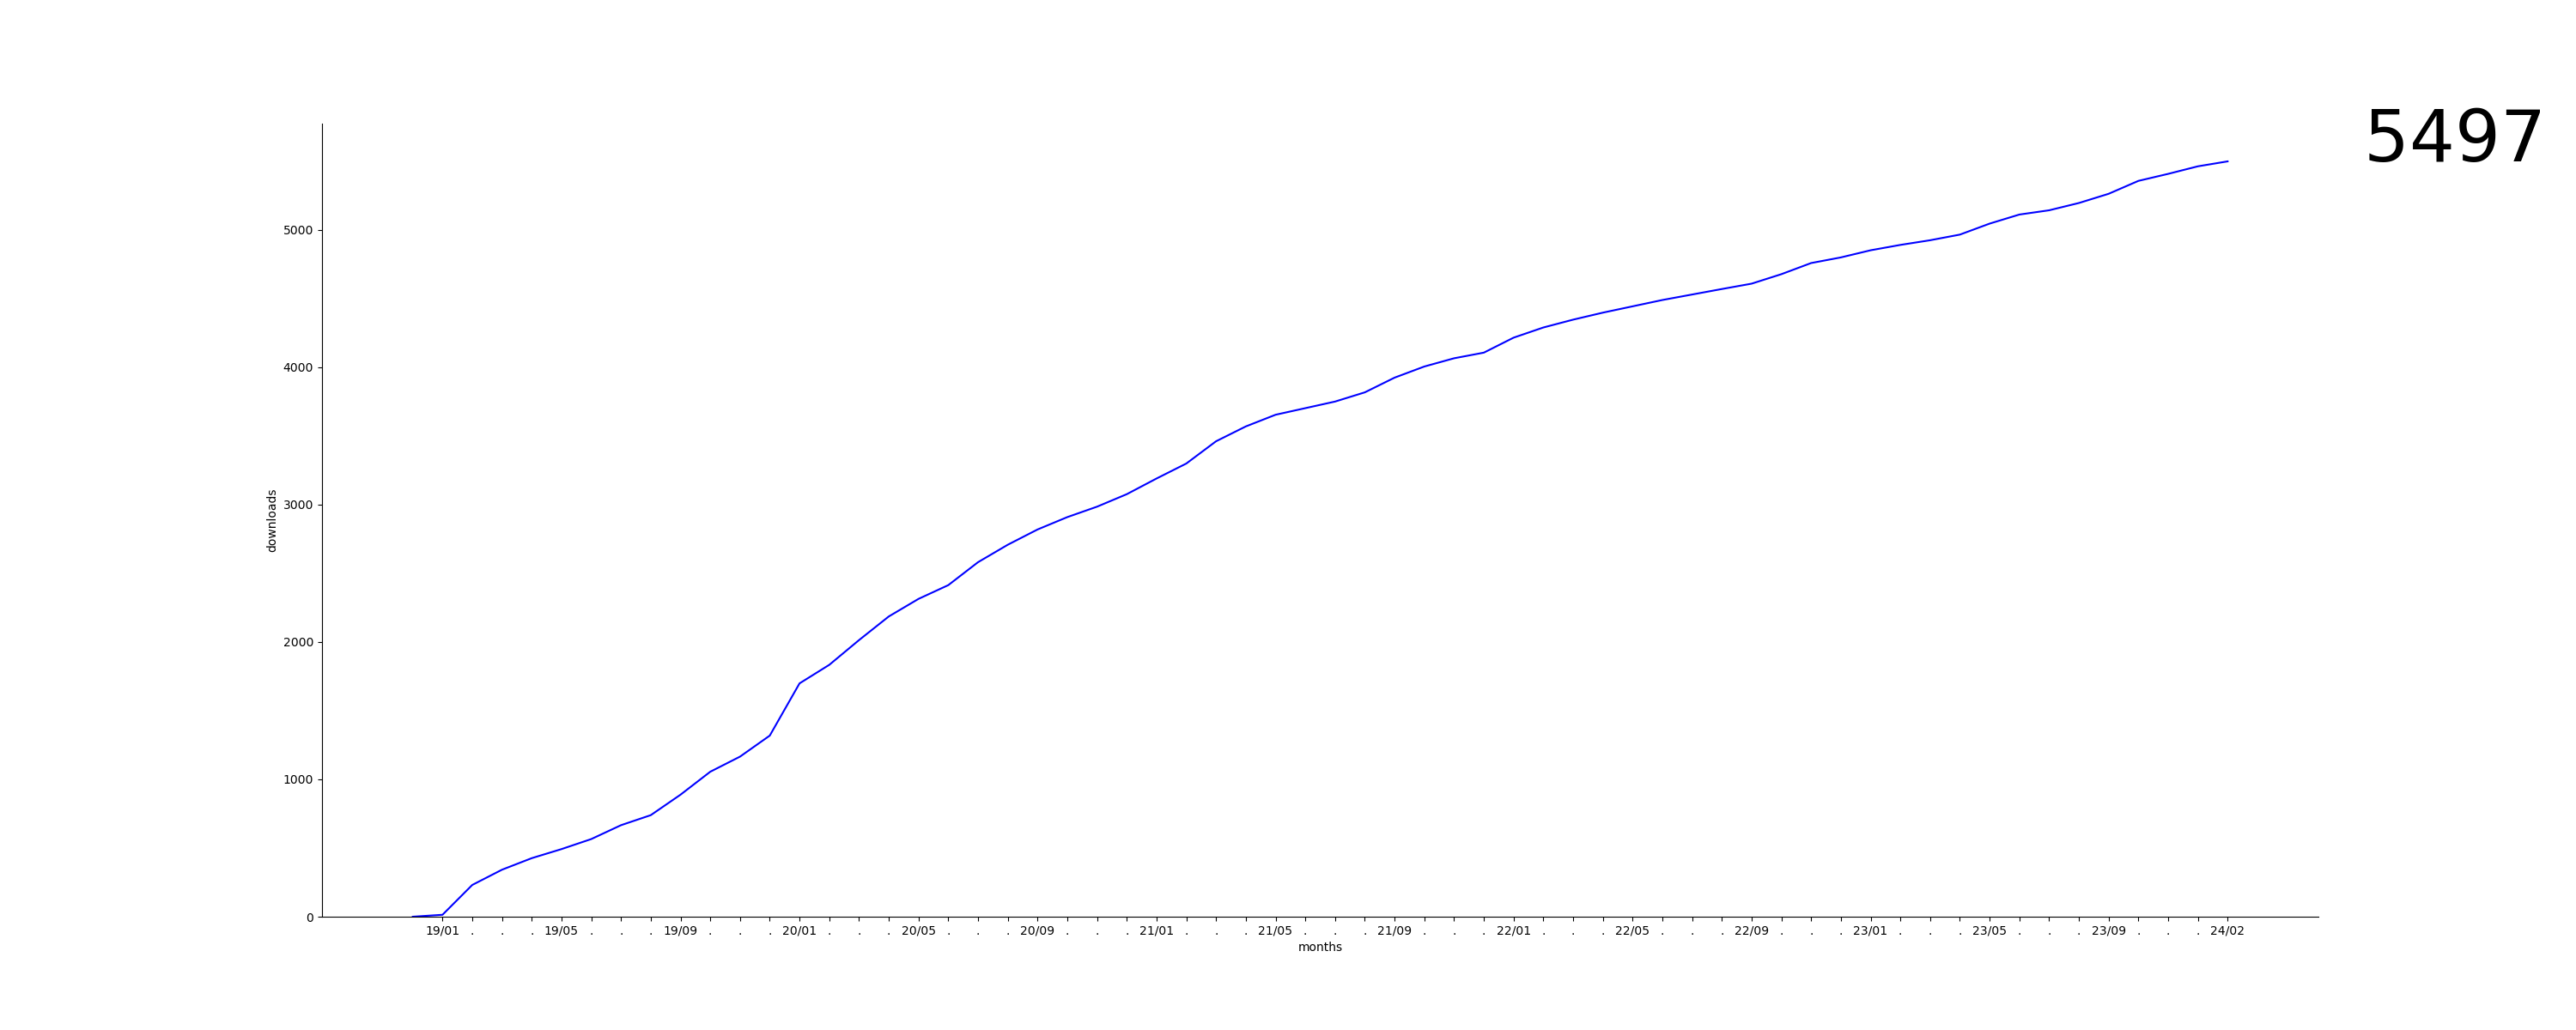 5497
5000
4000
3000
2000
1000
0
downloads
19/01 . . . 19/05 . . . 19/09 . . . 20/01 . . . 20/05 . . . 20/09 . . . 21/01 . . . 21/05 . . . 21/09 . . . 22/01 . . . 22/05 . . . 22/09 . . . 23/01 . . . 23/05 . . . 23/09 . . . 24/02
months